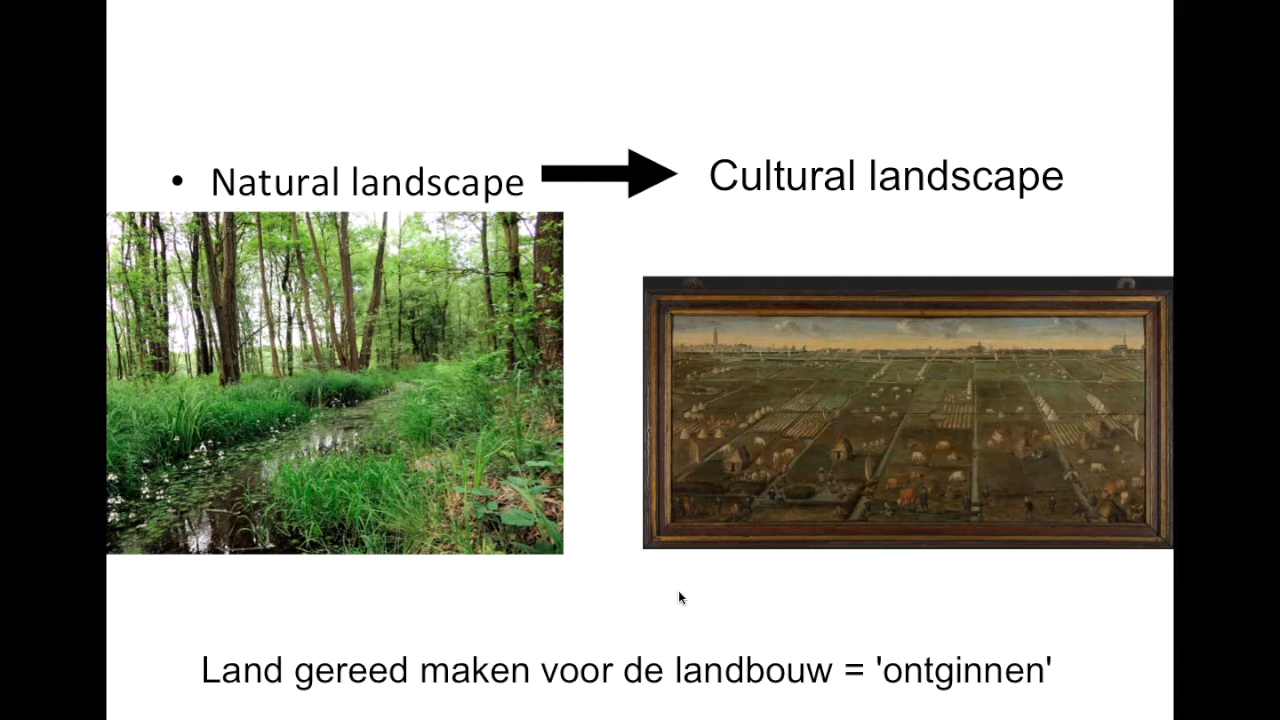 • Natural landscape
Cultural landscape
Land gereed maken voor de landbouw = 'ontginnen'